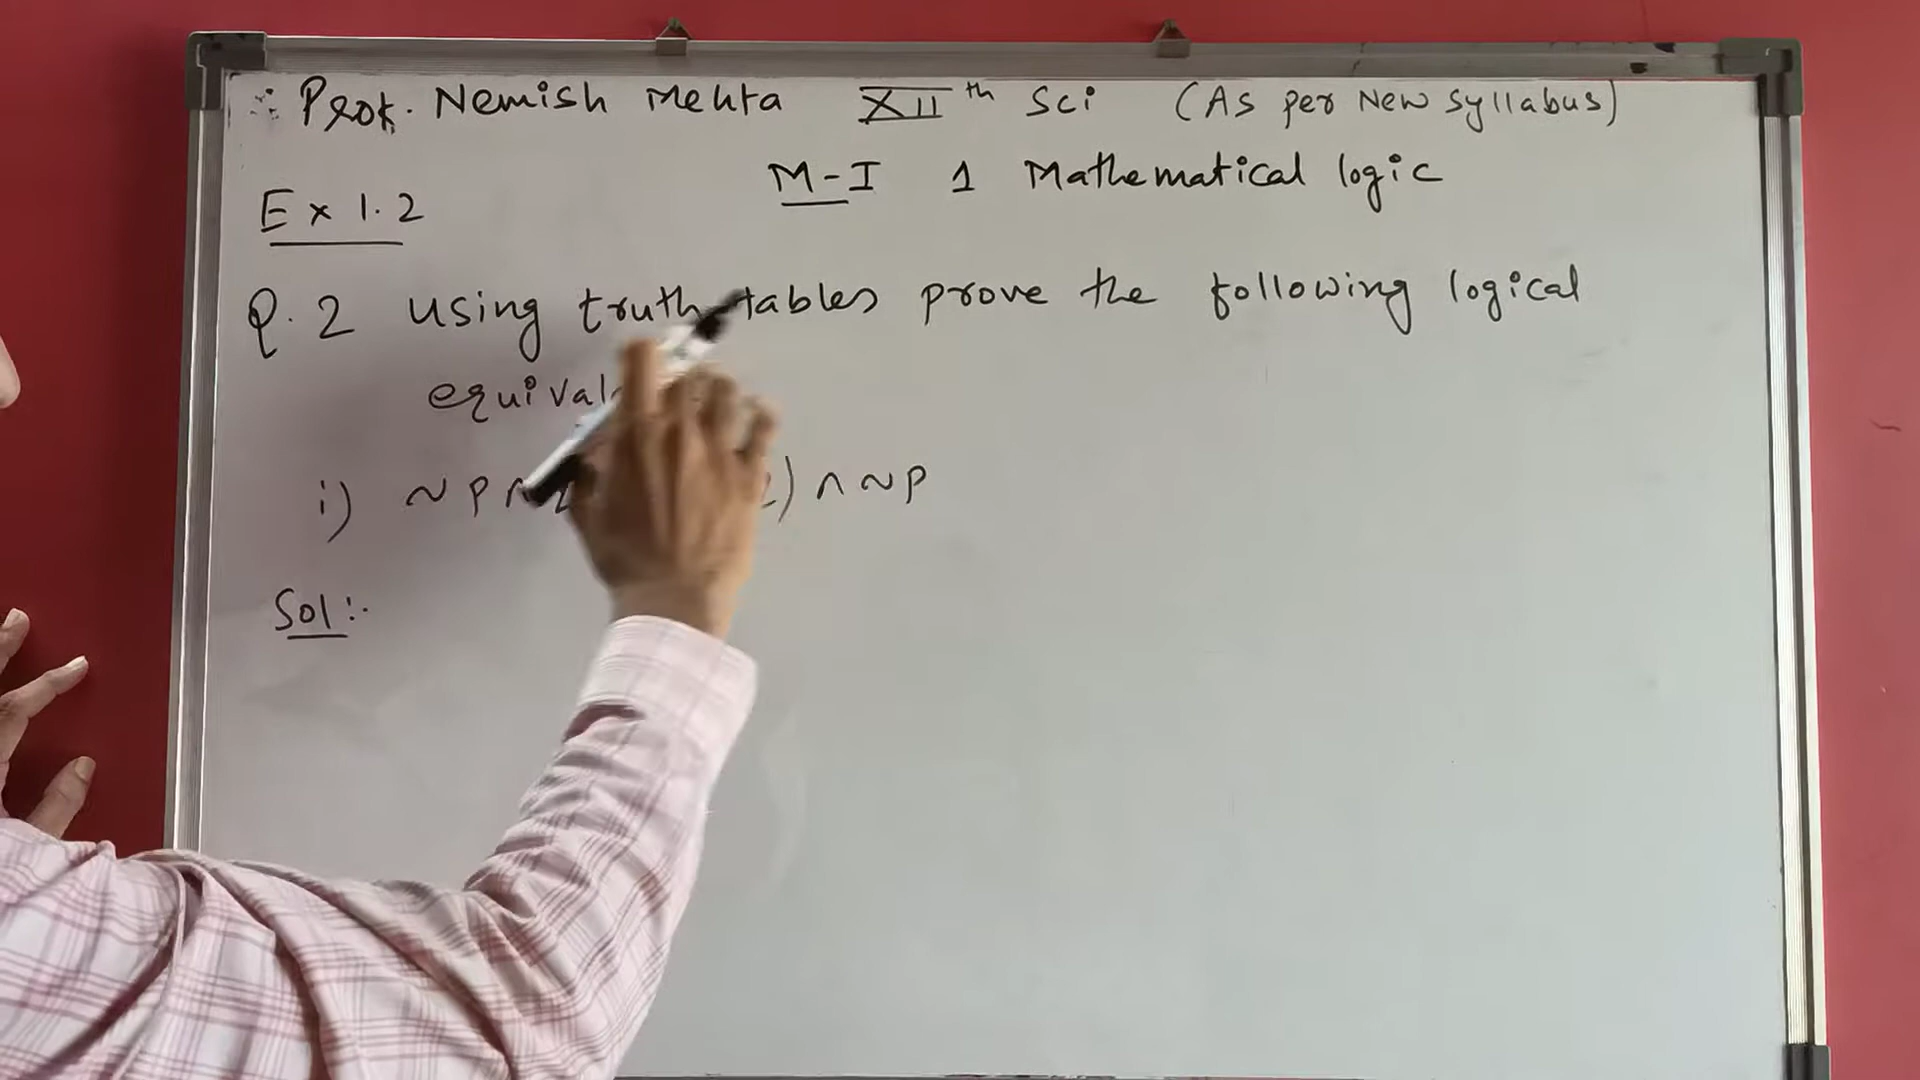 ∴ Prof. Nemish Mehta XIIth Sci (As per New syllabus)
M-I 1 Mathematical logic
Ex 1.2
Q.2 Using truth tables prove the following logical
i) ~p ∧ ) ∧ ~p
Sol:-